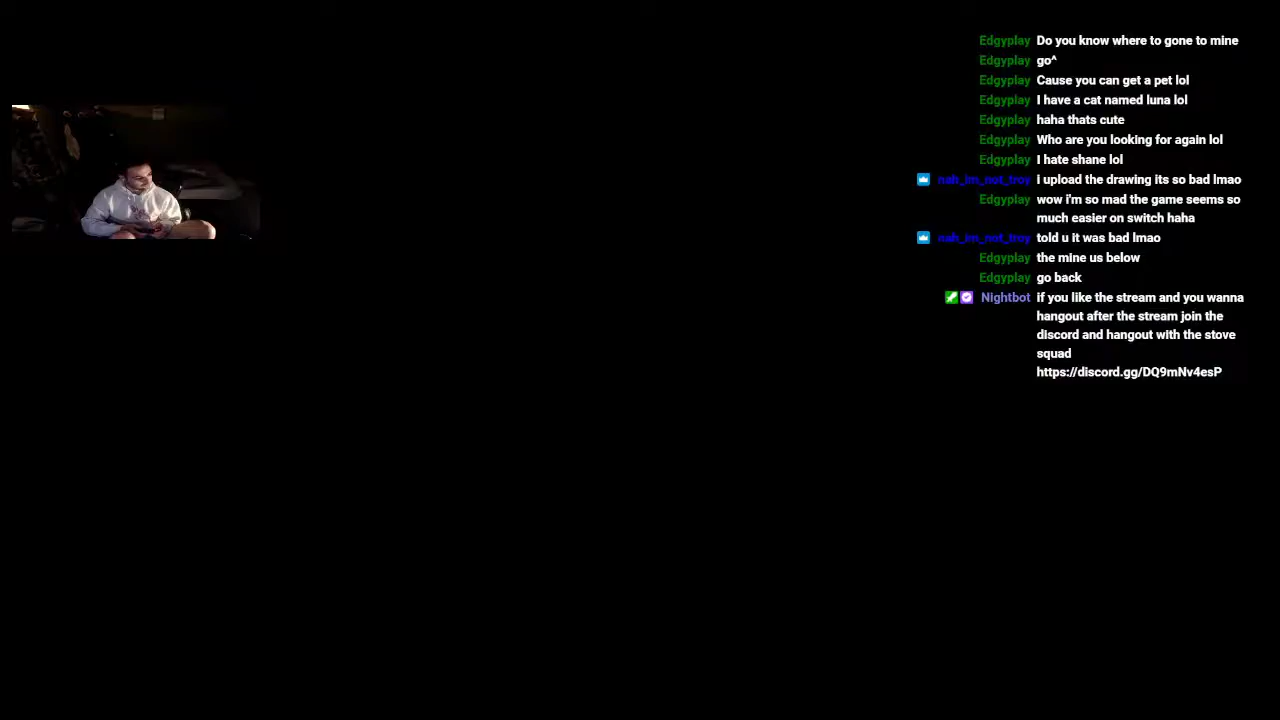 Edgyplay Do you know where to gone to mine
Edgyplay go^
Edgyplay Cause you can get a pet lol
Edgyplay I have a cat named luna lol
Edgyplay haha thats cute
Edgyplay Who are you looking for again lol
Edgyplay I hate shane lol
nah_im_not_troy i upload the drawing its so bad lmao
Edgyplay wow i'm so mad the game seems so
much easier on switch haha
nah_im_not_troy told u it was bad lmao
Edgyplay the mine us below
Edgyplay go back
Nightbot if you like the stream and you wanna
hangout after the stream join the
discord and hangout with the stove
squad
https://discord.gg/DQ9mNv4esP